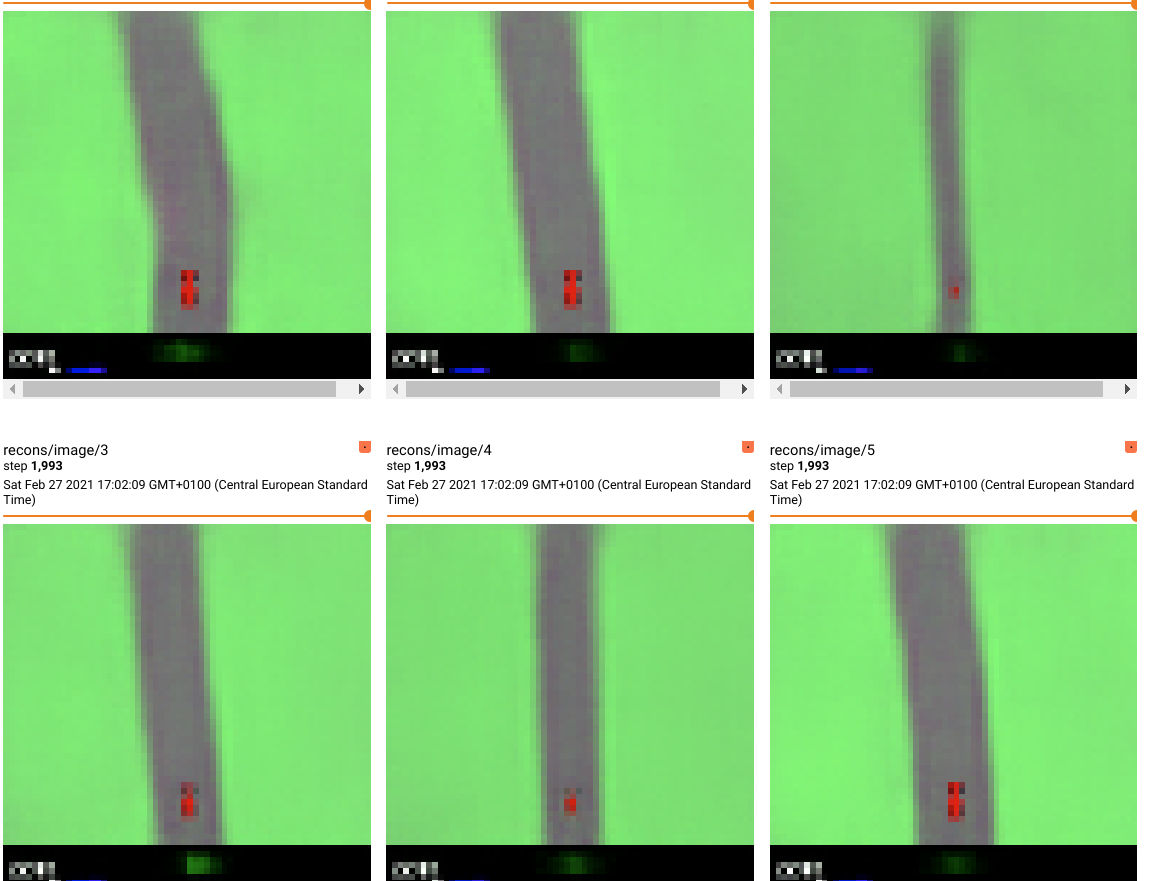 recons/image/3
step 1,993
Sat Feb 27 2021 17:02:09 GMT+0100 (Central European Standard
Time)
recons/image/4
step 1,993
Sat Feb 27 2021 17:02:09 GMT+0100 (Central European Standard
Time)
recons/image/5
step 1,993
Sat Feb 27 2021 17:02:09 GMT+0100 (Central European Standard
Time)